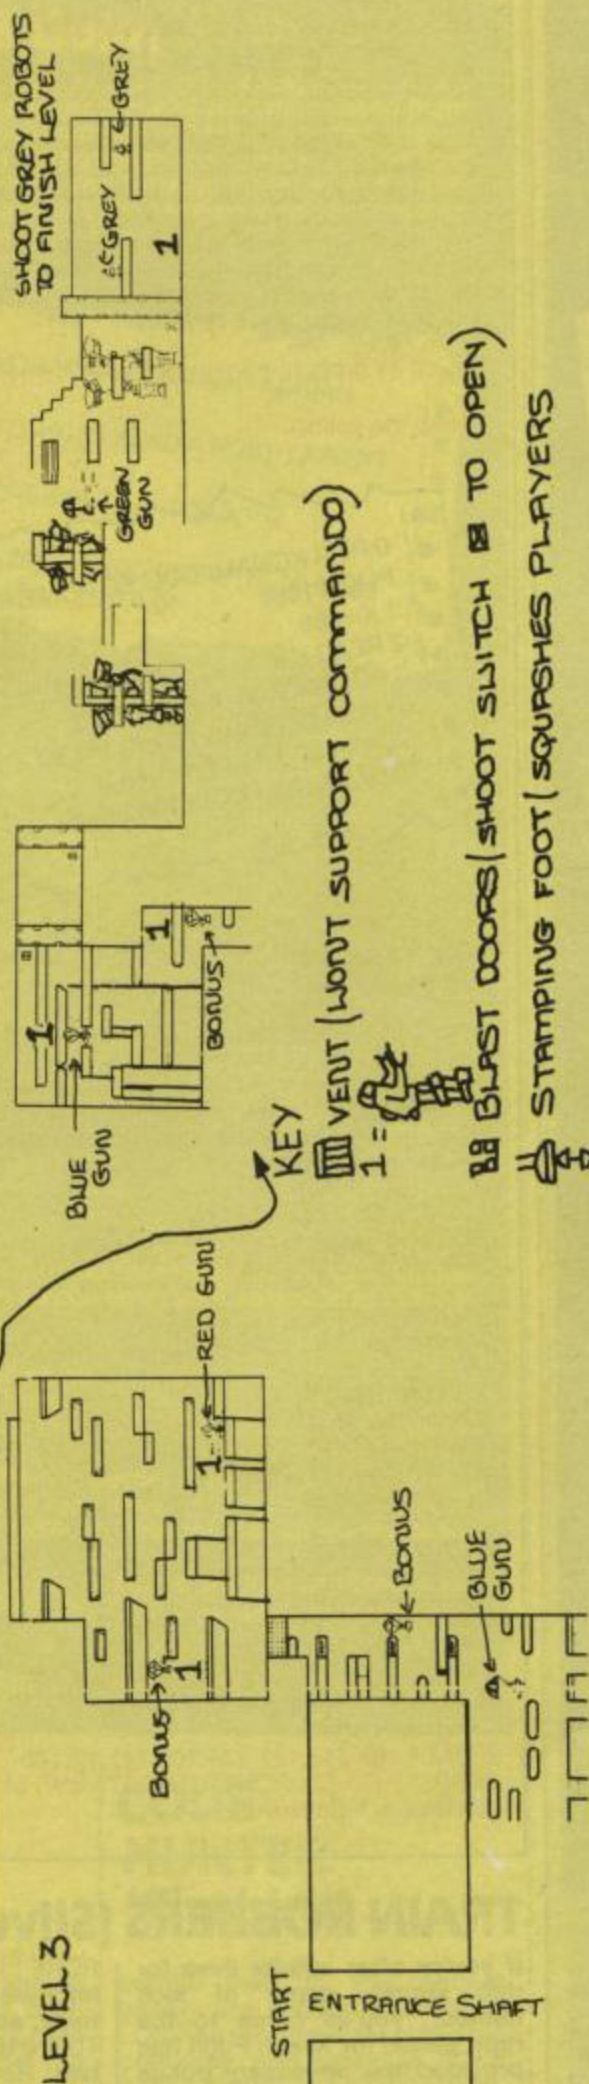 LEVEL 3
START
ENTRANCE SHAFT
BONUS
1
BONUS
BLUE
GUN
1
RED GUN
BLUE
GUN
1
1
BONUS
GREEN
GUN
SHOOT GREY ROBOTS
TO FINISH LEVEL
GREY
GREY
1
KEY
VENT (WONT SUPPORT COMMANDO)
1 =
BLAST DOORS (SHOOT SWITCH TO OPEN)
STAMPING FOOT (SQUASHES PLAYERS
TRAIN ROBBERS (